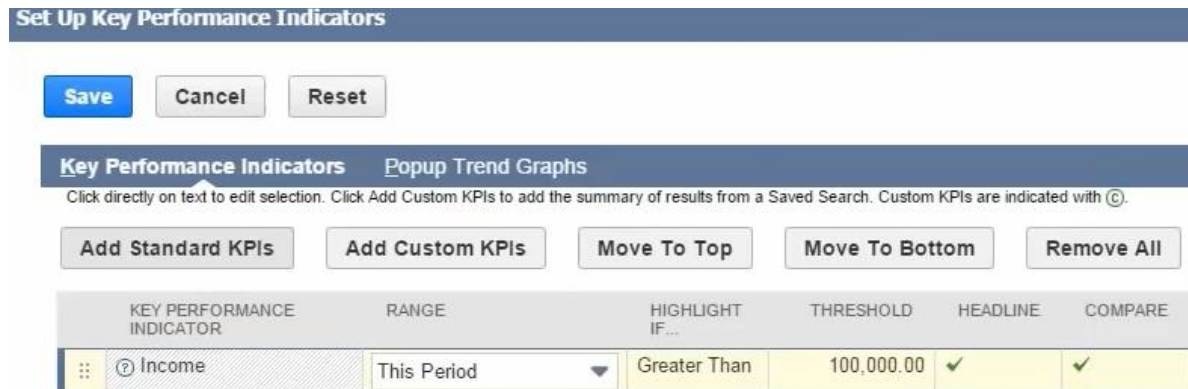 Set Up Key Performance Indicators
Save Cancel Reset
Key Performance Indicators Popup Trend Graphs
Click directly on text to edit selection. Click Add Custom KPIs to add the summary of results from a Saved Search. Custom KPIs are indicated with ©.
Add Standard KPIs Add Custom KPIs Move To Top Move To Bottom Remove All
KEY PERFORMANCE INDICATOR RANGE HIGHLIGHT IF... THRESHOLD HEADLINE COMPARE
? Income This Period Greater Than 100,000.00 ✓ ✓